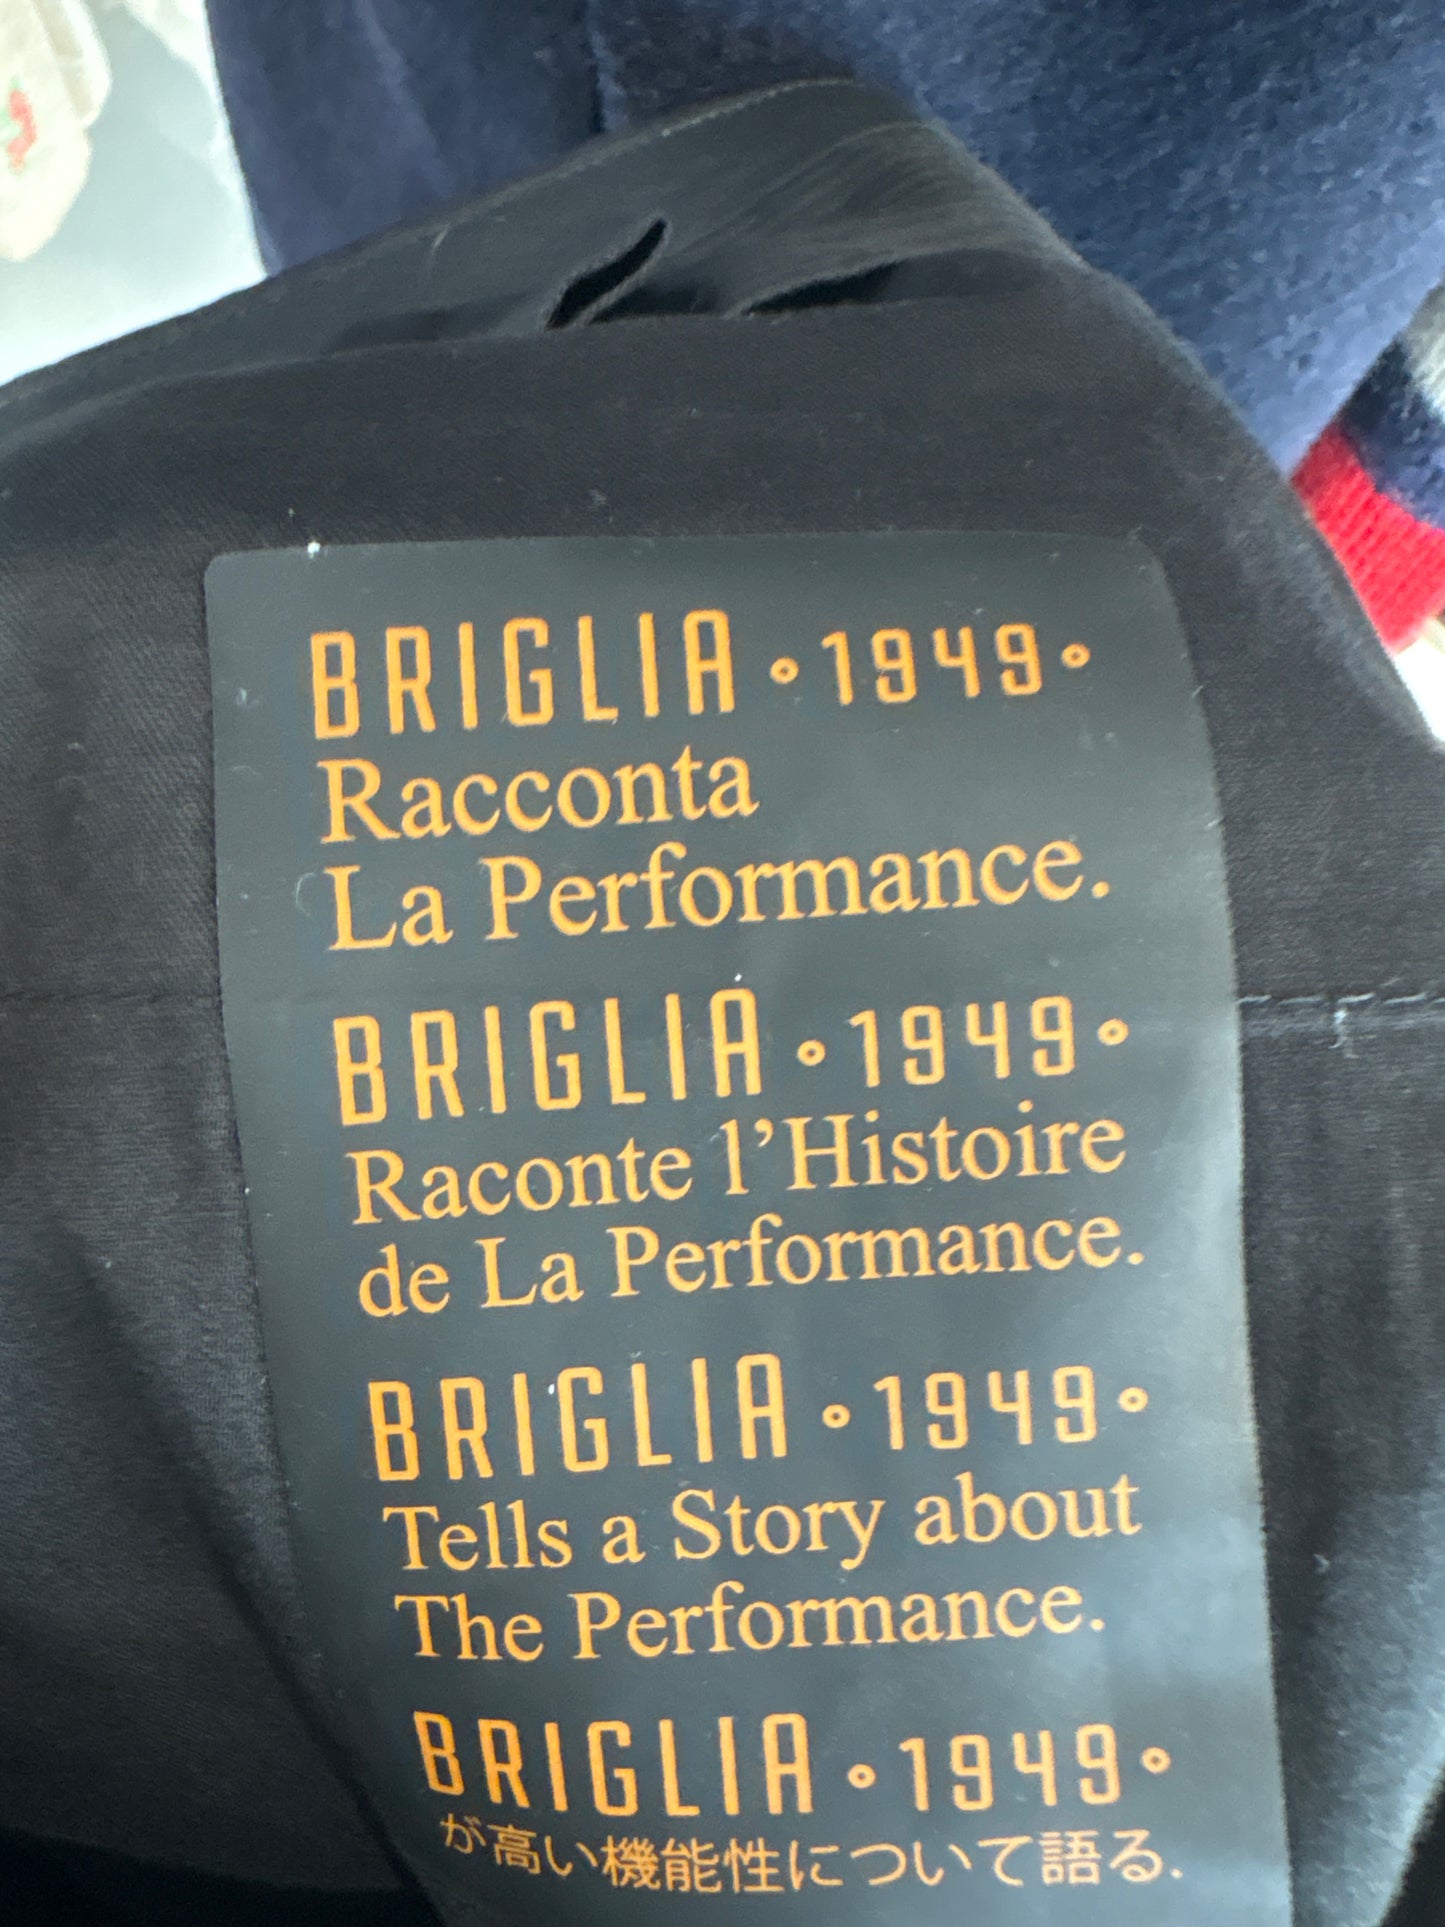 BRIGLIA ∘ 1949 ∘
Racconta
La Performance.
BRIGLIA ∘ 1949 ∘
Raconte l’Histoire
de La Performance.
BRIGLIA ∘ 1949 ∘
Tells a Story about
The Performance.
BRIGLIA ∘ 1949 ∘
が高い機能性について語る.